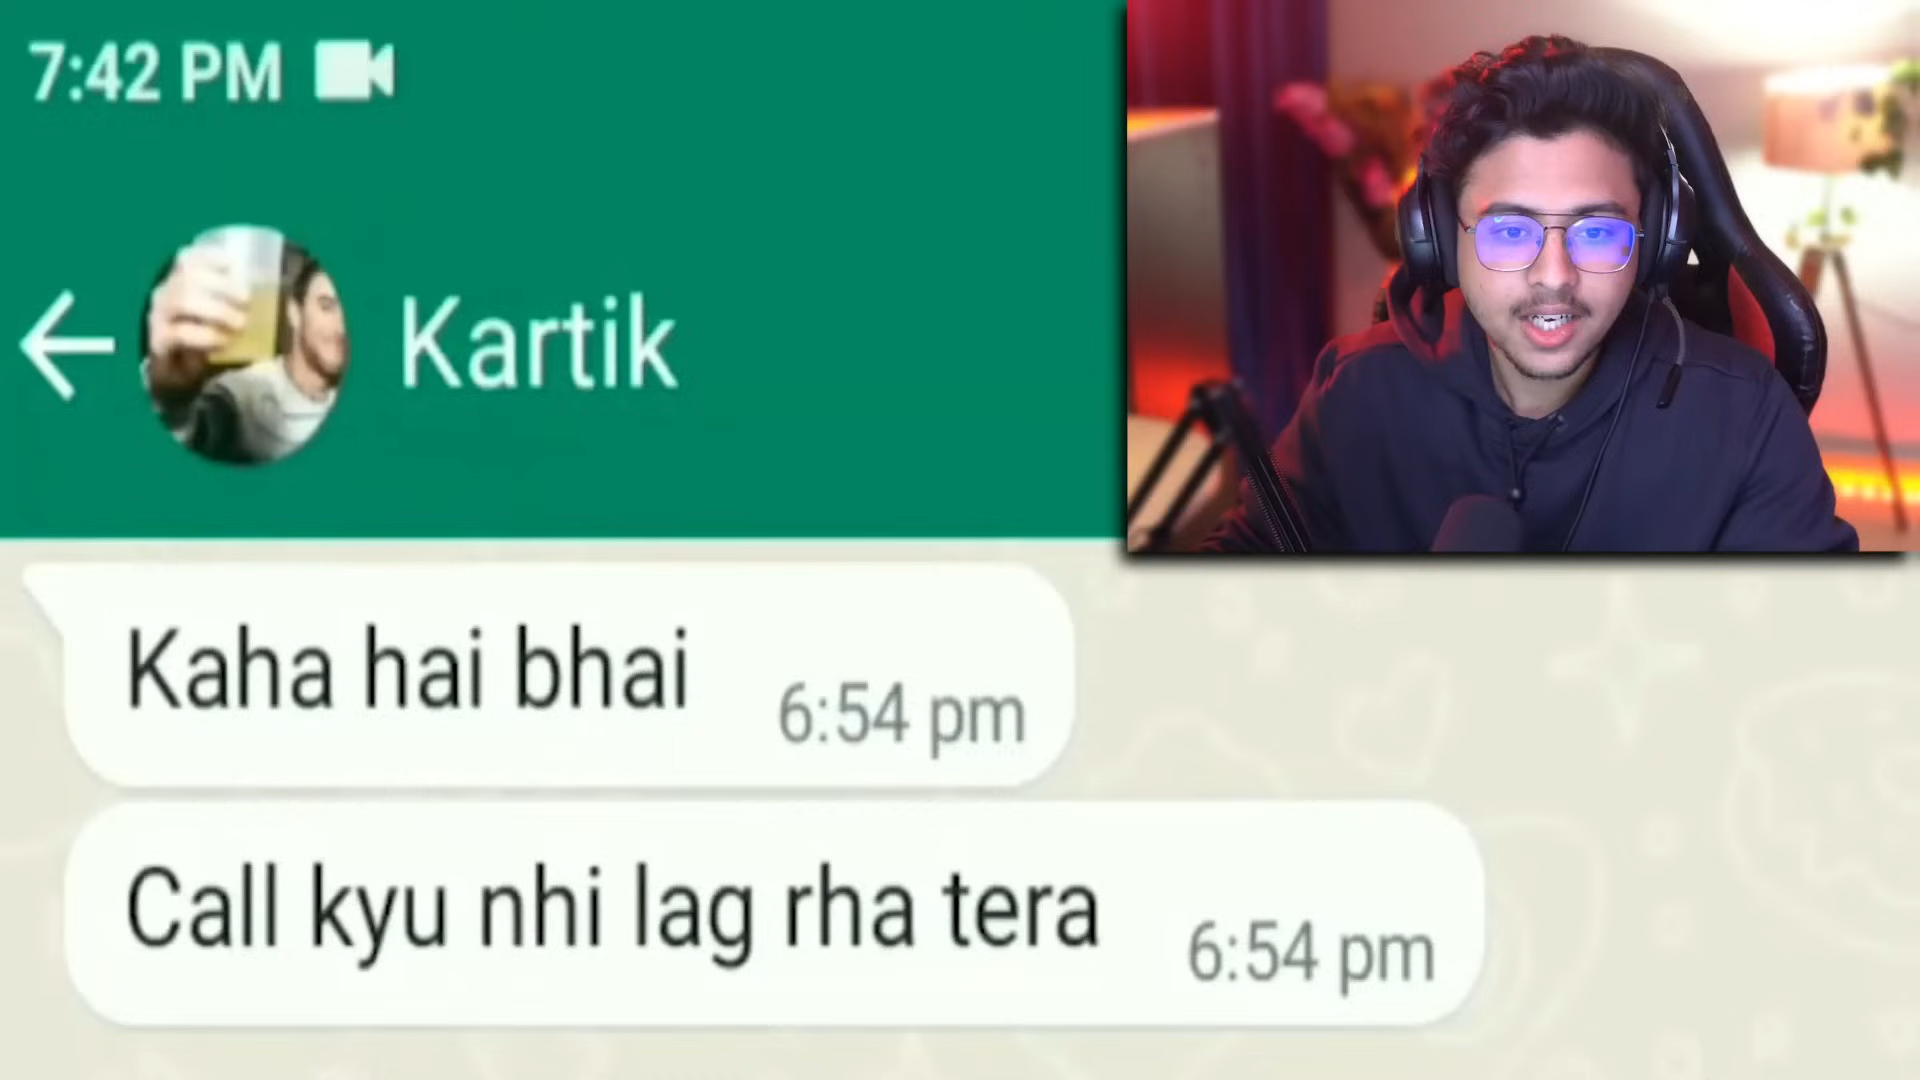 7:42 PM
Kartik
Kaha hai bhai
6:54 pm
Call kyu nhi lag rha tera
6:54 pm